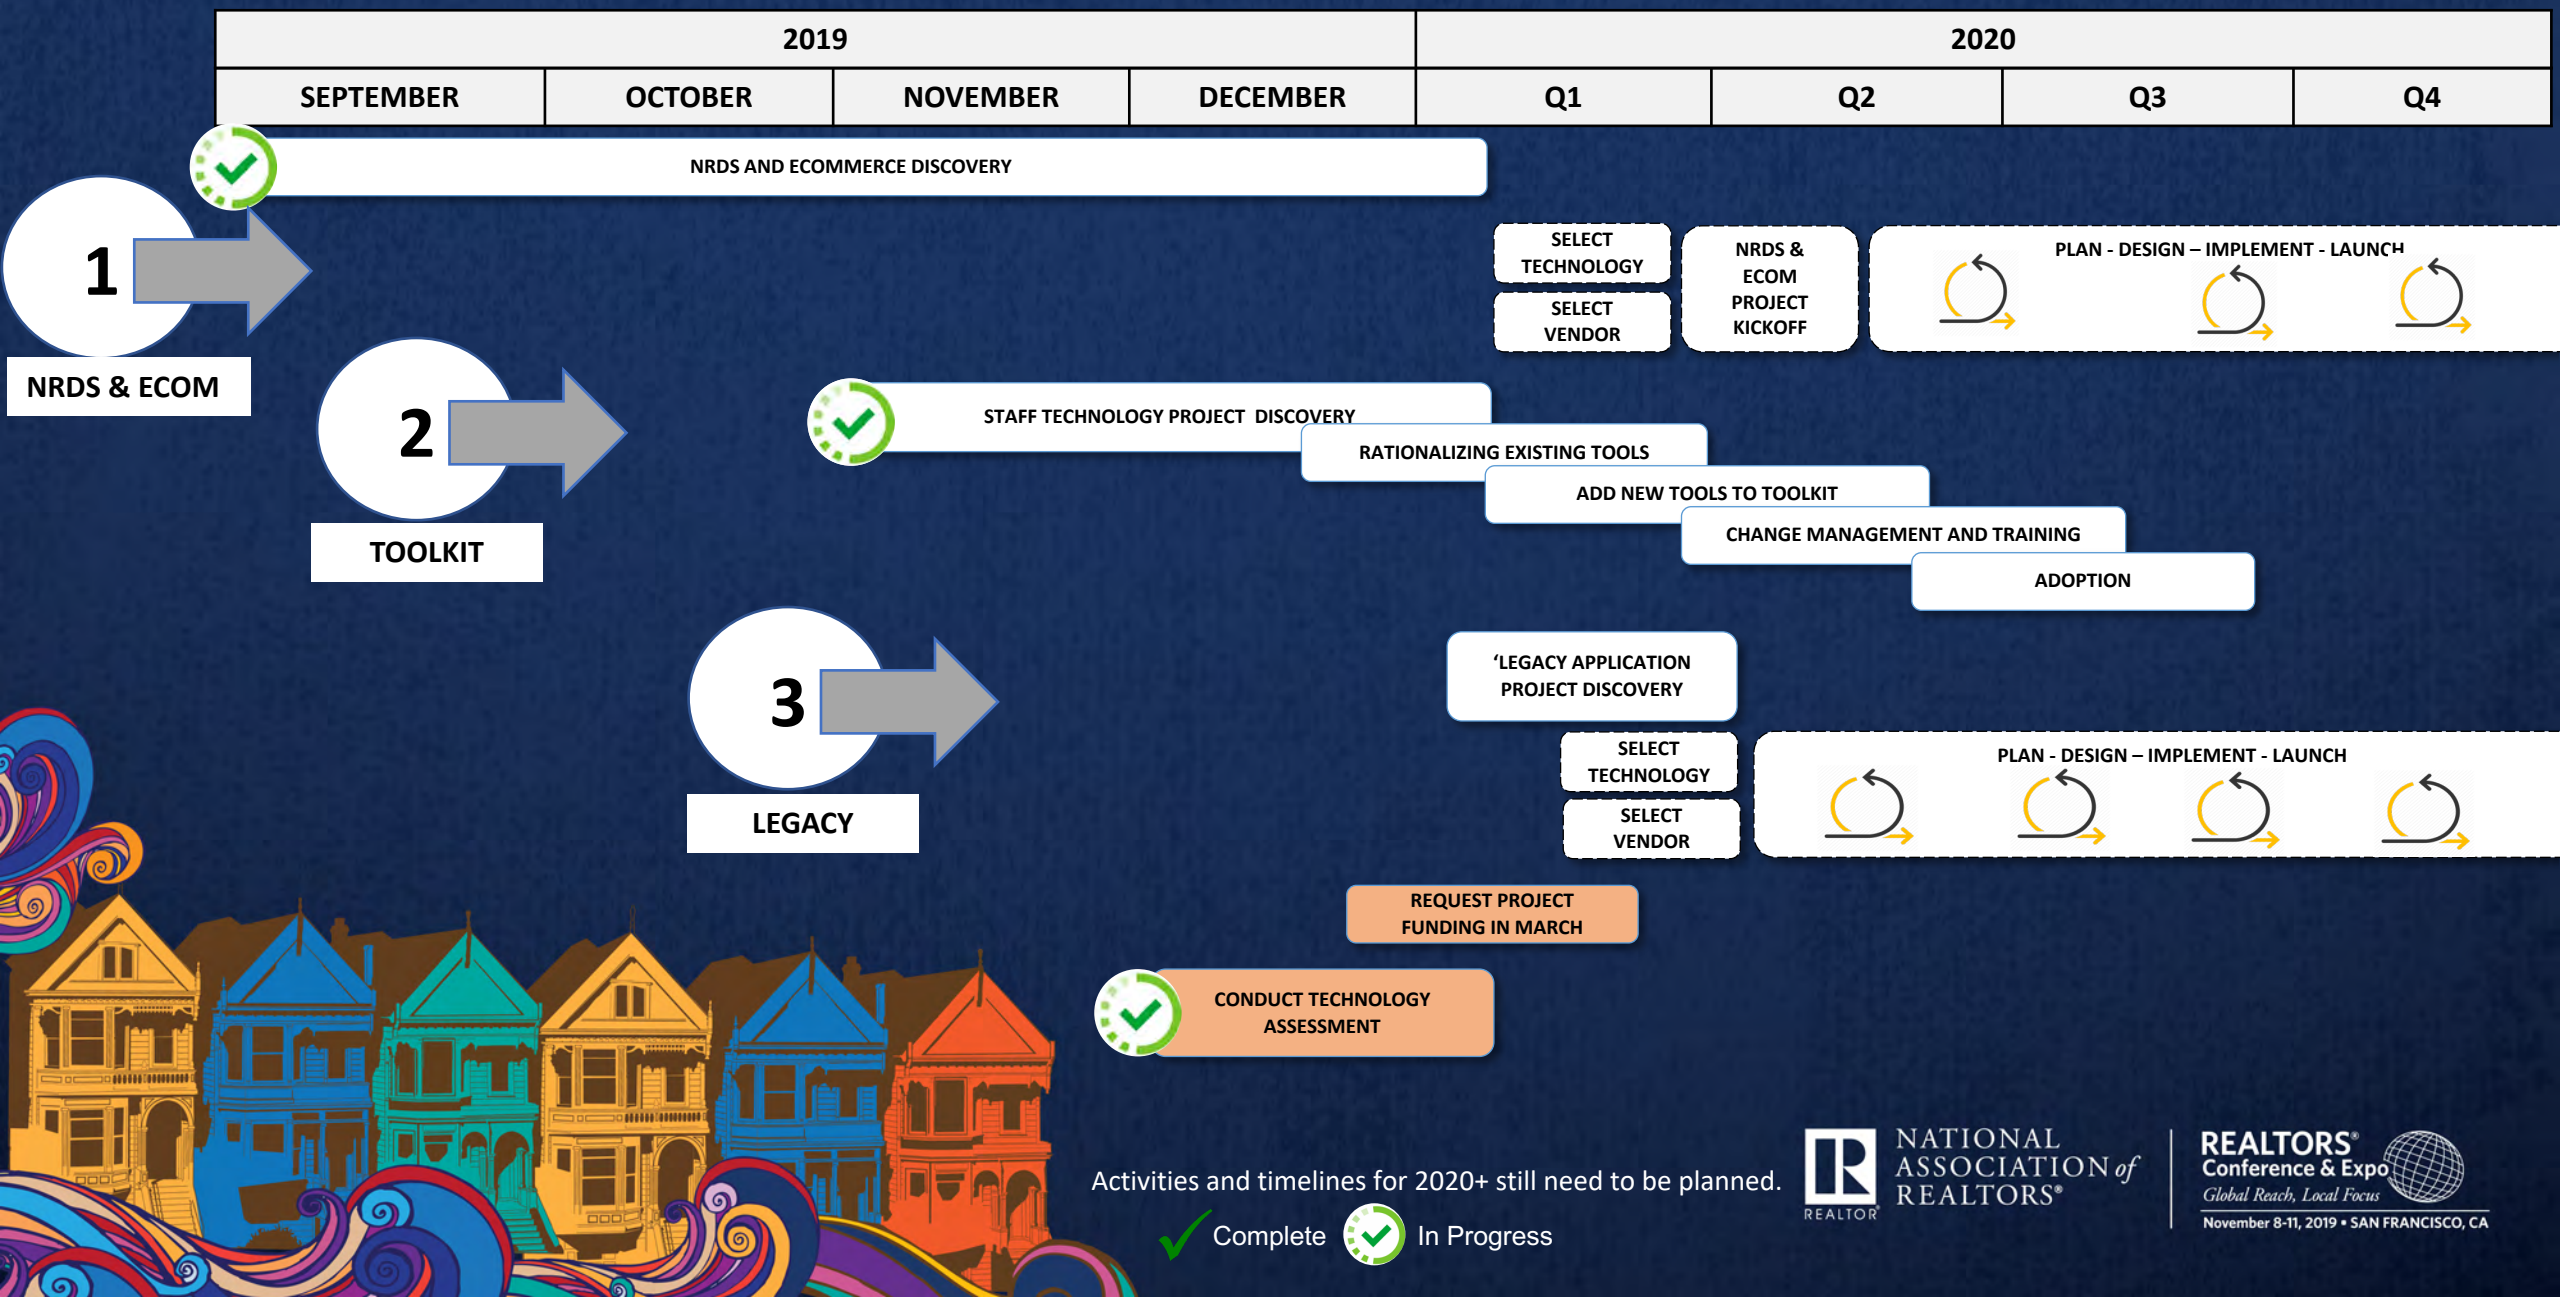 2019
2020
SEPTEMBER
OCTOBER
NOVEMBER
DECEMBER
Q1
Q2
Q3
Q4
NRDS AND ECOMMERCE DISCOVERY
1
NRDS & ECOM
SELECT
TECHNOLOGY
SELECT
VENDOR
NRDS &
ECOM
PROJECT
KICKOFF
PLAN - DESIGN – IMPLEMENT - LAUNCH
2
TOOLKIT
STAFF TECHNOLOGY PROJECT DISCOVERY
RATIONALIZING EXISTING TOOLS
ADD NEW TOOLS TO TOOLKIT
CHANGE MANAGEMENT AND TRAINING
ADOPTION
3
LEGACY
‘LEGACY APPLICATION
PROJECT DISCOVERY
SELECT
TECHNOLOGY
SELECT
VENDOR
PLAN - DESIGN – IMPLEMENT - LAUNCH
REQUEST PROJECT
FUNDING IN MARCH
CONDUCT TECHNOLOGY
ASSESSMENT
Activities and timelines for 2020+ still need to be planned.
Complete
In Progress
R
REALTOR®
NATIONAL
ASSOCIATION of
REALTORS®
REALTORS®
Conference & Expo
Global Reach, Local Focus
November 8-11, 2019 • SAN FRANCISCO, CA